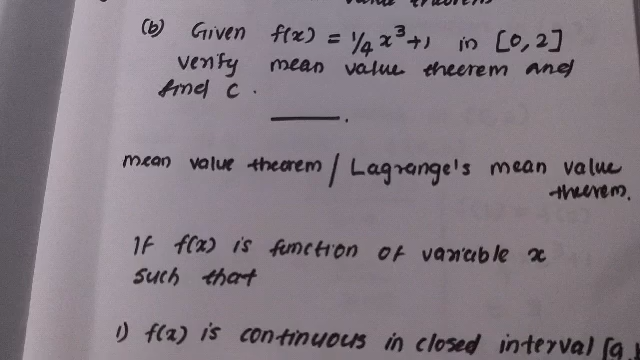 (b) Given f(x) = 1/4 x³+1 in [0,2]
verify mean value theorem and
find c.
mean value theorem / Lagrange's mean value
theorem.
If f(x) is function of variable x
such that
1) f(x) is continuous in closed interval [a,